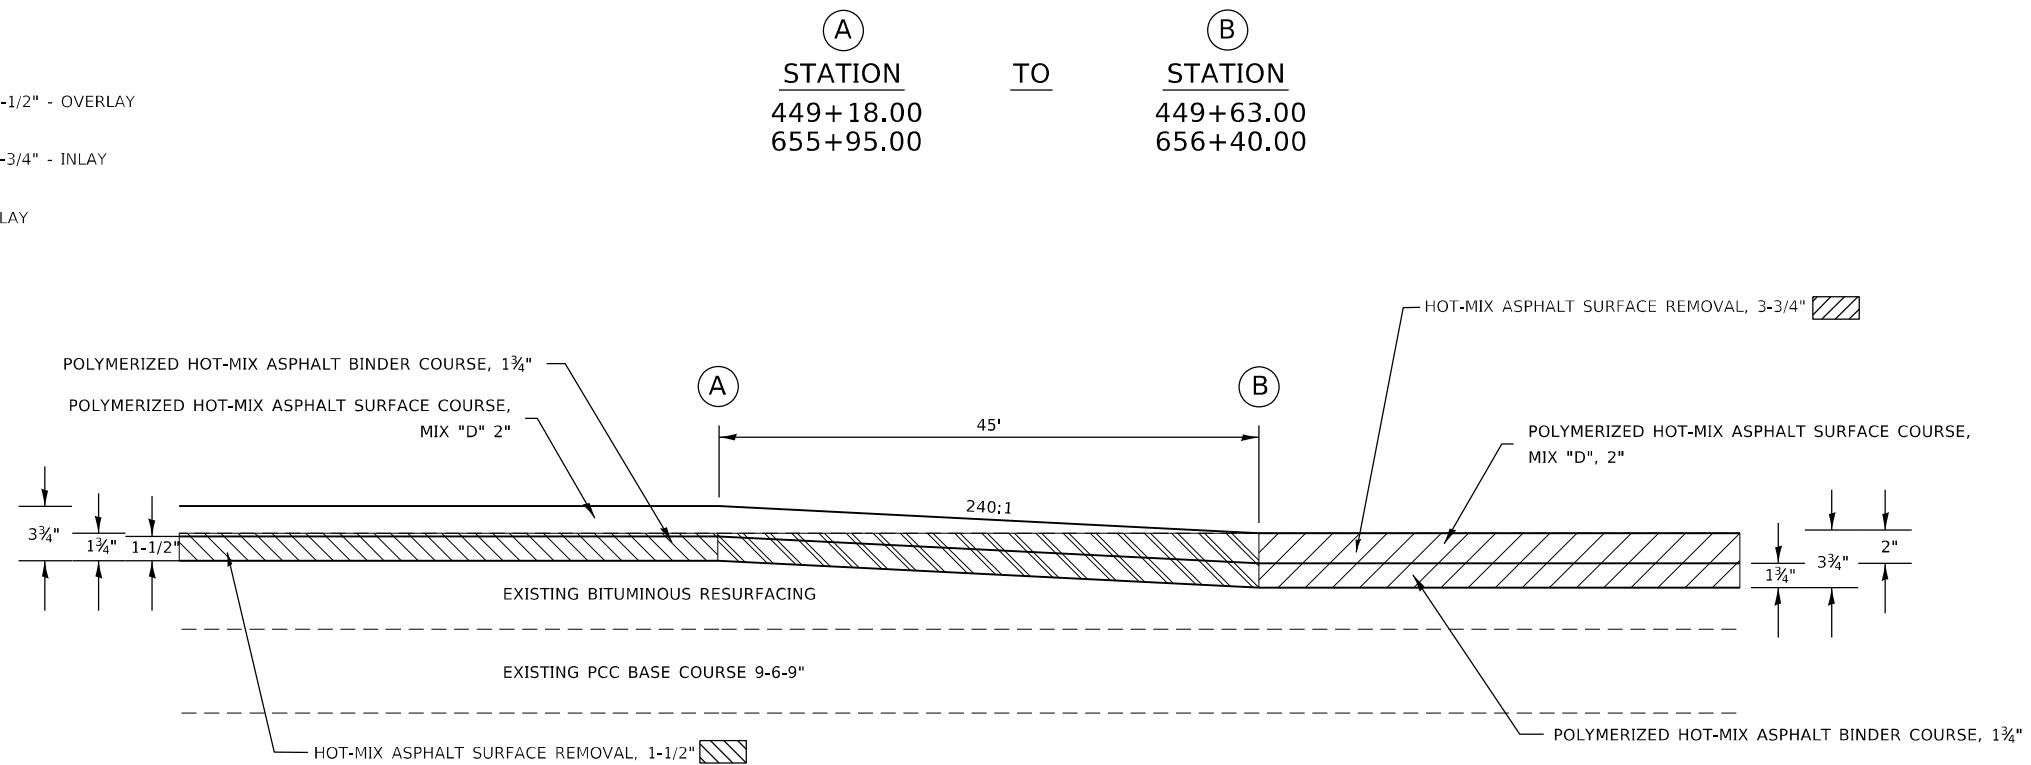 A B
STATION TO STATION
449+18.00 449+63.00
655+95.00 656+40.00
-1/2" - OVERLAY
-3/4" - INLAY
LAY
HOT-MIX ASPHALT SURFACE REMOVAL, 3-3/4"
POLYMERIZED HOT-MIX ASPHALT BINDER COURSE, 1¾"
A B
POLYMERIZED HOT-MIX ASPHALT SURFACE COURSE,
MIX "D" 2"
45'
POLYMERIZED HOT-MIX ASPHALT SURFACE COURSE,
MIX "D", 2"
240:1
3¾" 1¾" 1-1/2"
1¾" 3¾" 2"
EXISTING BITUMINOUS RESURFACING
EXISTING PCC BASE COURSE 9-6-9"
POLYMERIZED HOT-MIX ASPHALT BINDER COURSE, 1¾"
HOT-MIX ASPHALT SURFACE REMOVAL, 1-1/2"